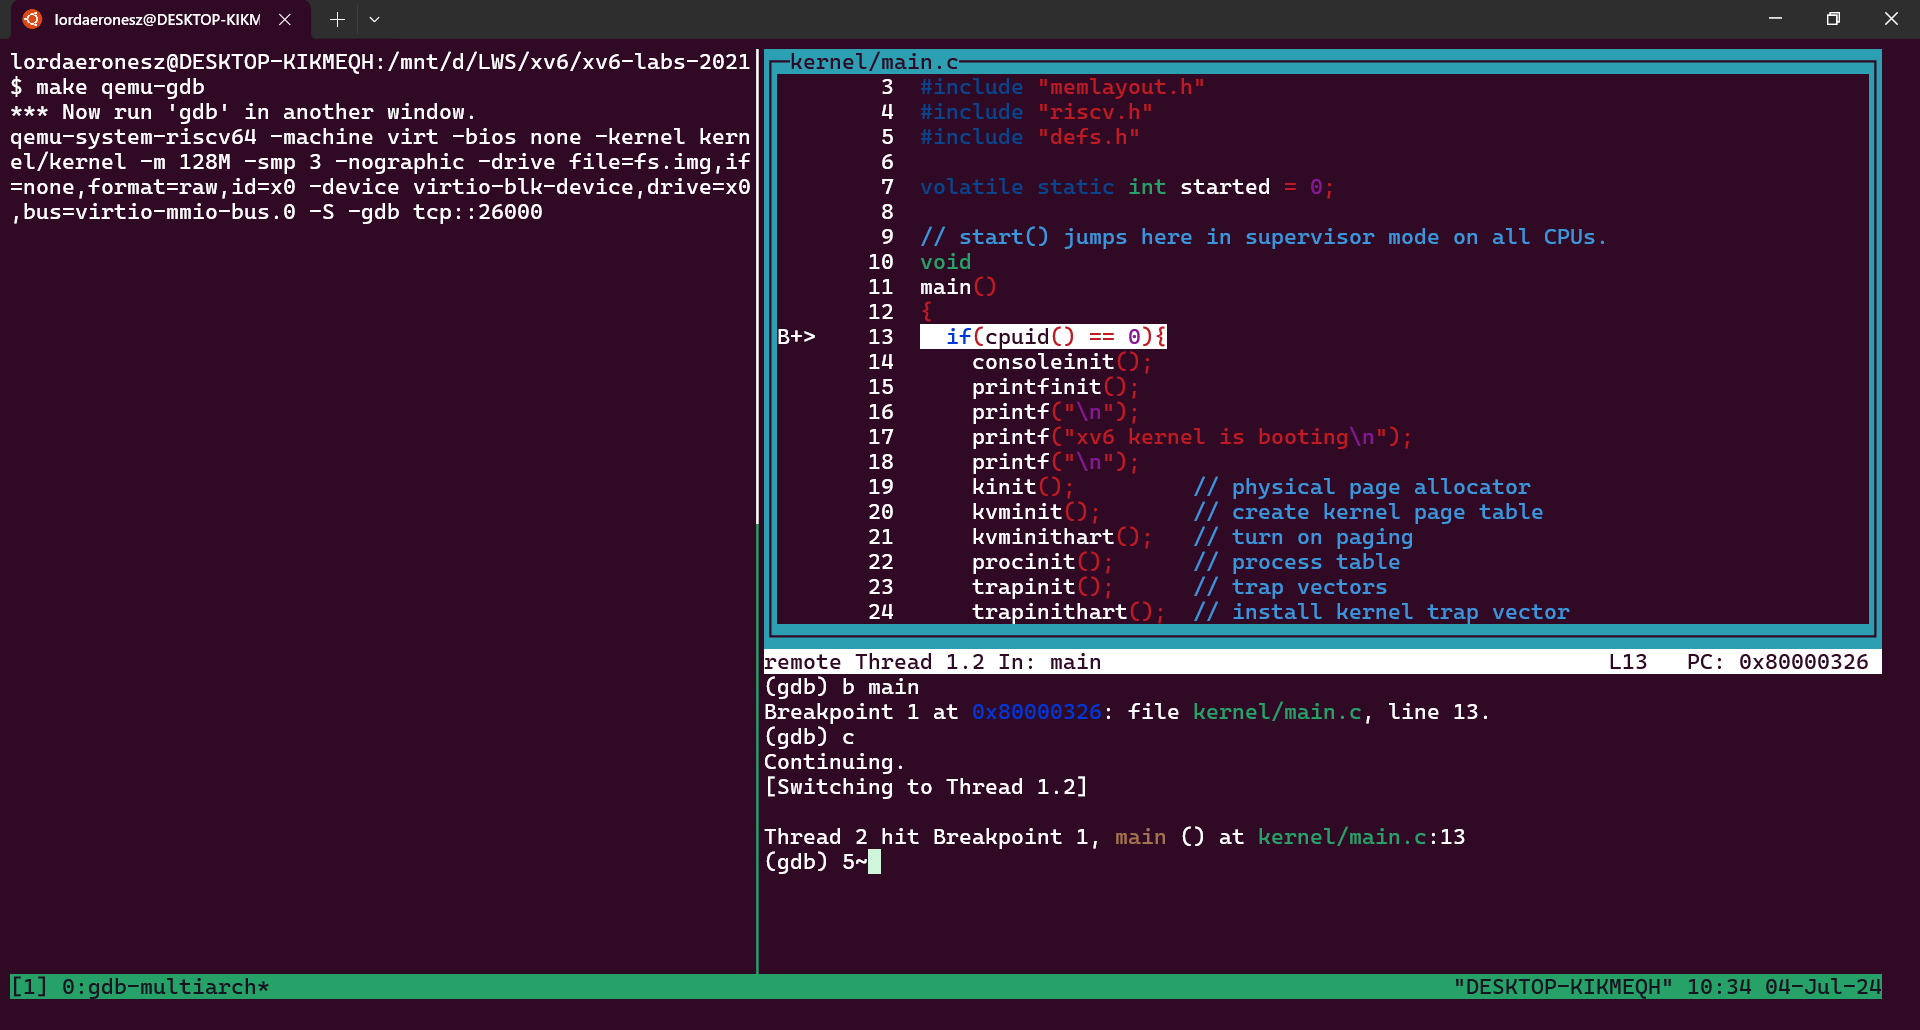 lordaeronesz@DESKTOP-KIKM
lordaeronesz@DESKTOP-KIKMEQH:/mnt/d/LWS/xv6/xv6-labs-2021
$ make qemu-gdb
*** Now run 'gdb' in another window.
qemu-system-riscv64 -machine virt -bios none -kernel kern
el/kernel -m 128M -smp 3 -nographic -drive file=fs.img,if
=none,format=raw,id=x0 -device virtio-blk-device,drive=x0
,bus=virtio-mmio-bus.0 -S -gdb tcp::26000
kernel/main.c
3 #include "memlayout.h"
4 #include "riscv.h"
5 #include "defs.h"
6
7 volatile static int started = 0;
8
9 // start() jumps here in supervisor mode on all CPUs.
10 void
11 main()
12 {
B+> 13 if(cpuid() == 0){
14 consoleinit();
15 printfinit();
16 printf("\n");
17 printf("xv6 kernel is booting\n");
18 printf("\n");
19 kinit(); // physical page allocator
20 kvminit(); // create kernel page table
21 kvminithart(); // turn on paging
22 procinit(); // process table
23 trapinit(); // trap vectors
24 trapinithart(); // install kernel trap vector
remote Thread 1.2 In: main L13 PC: 0x80000326
(gdb) b main
Breakpoint 1 at 0x80000326: file kernel/main.c, line 13.
(gdb) c
Continuing.
[Switching to Thread 1.2]
Thread 2 hit Breakpoint 1, main () at kernel/main.c:13
(gdb) 5~
[1] 0:gdb-multiarch* "DESKTOP-KIKMEQH" 10:34 04-Jul-24